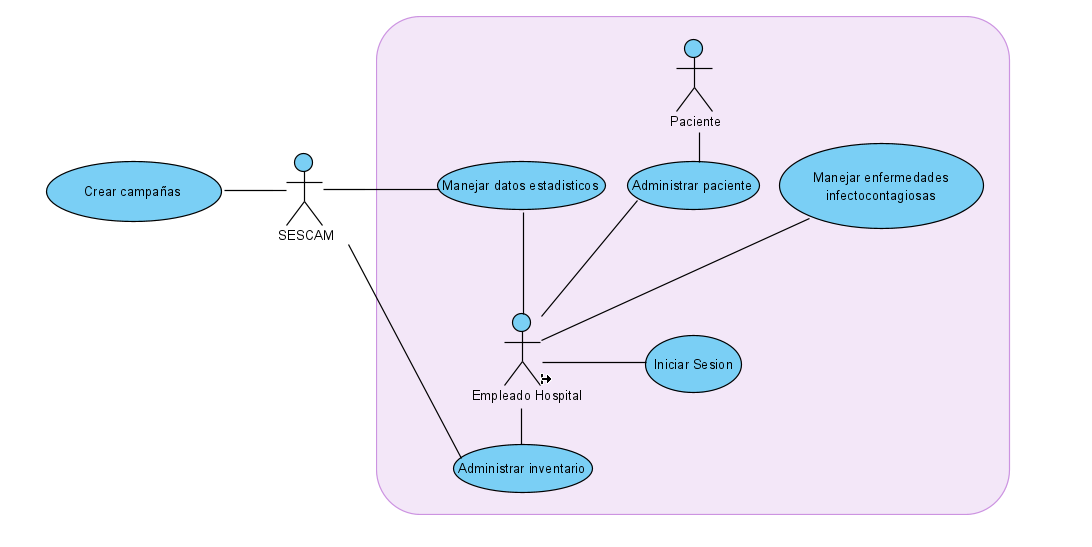 Paciente
Crear campañas
SESCAM
Manejar datos estadisticos
Administrar paciente
Manejar enfermedades
infectocontagiosas
Iniciar Sesion
Empleado Hospital
Administrar inventario